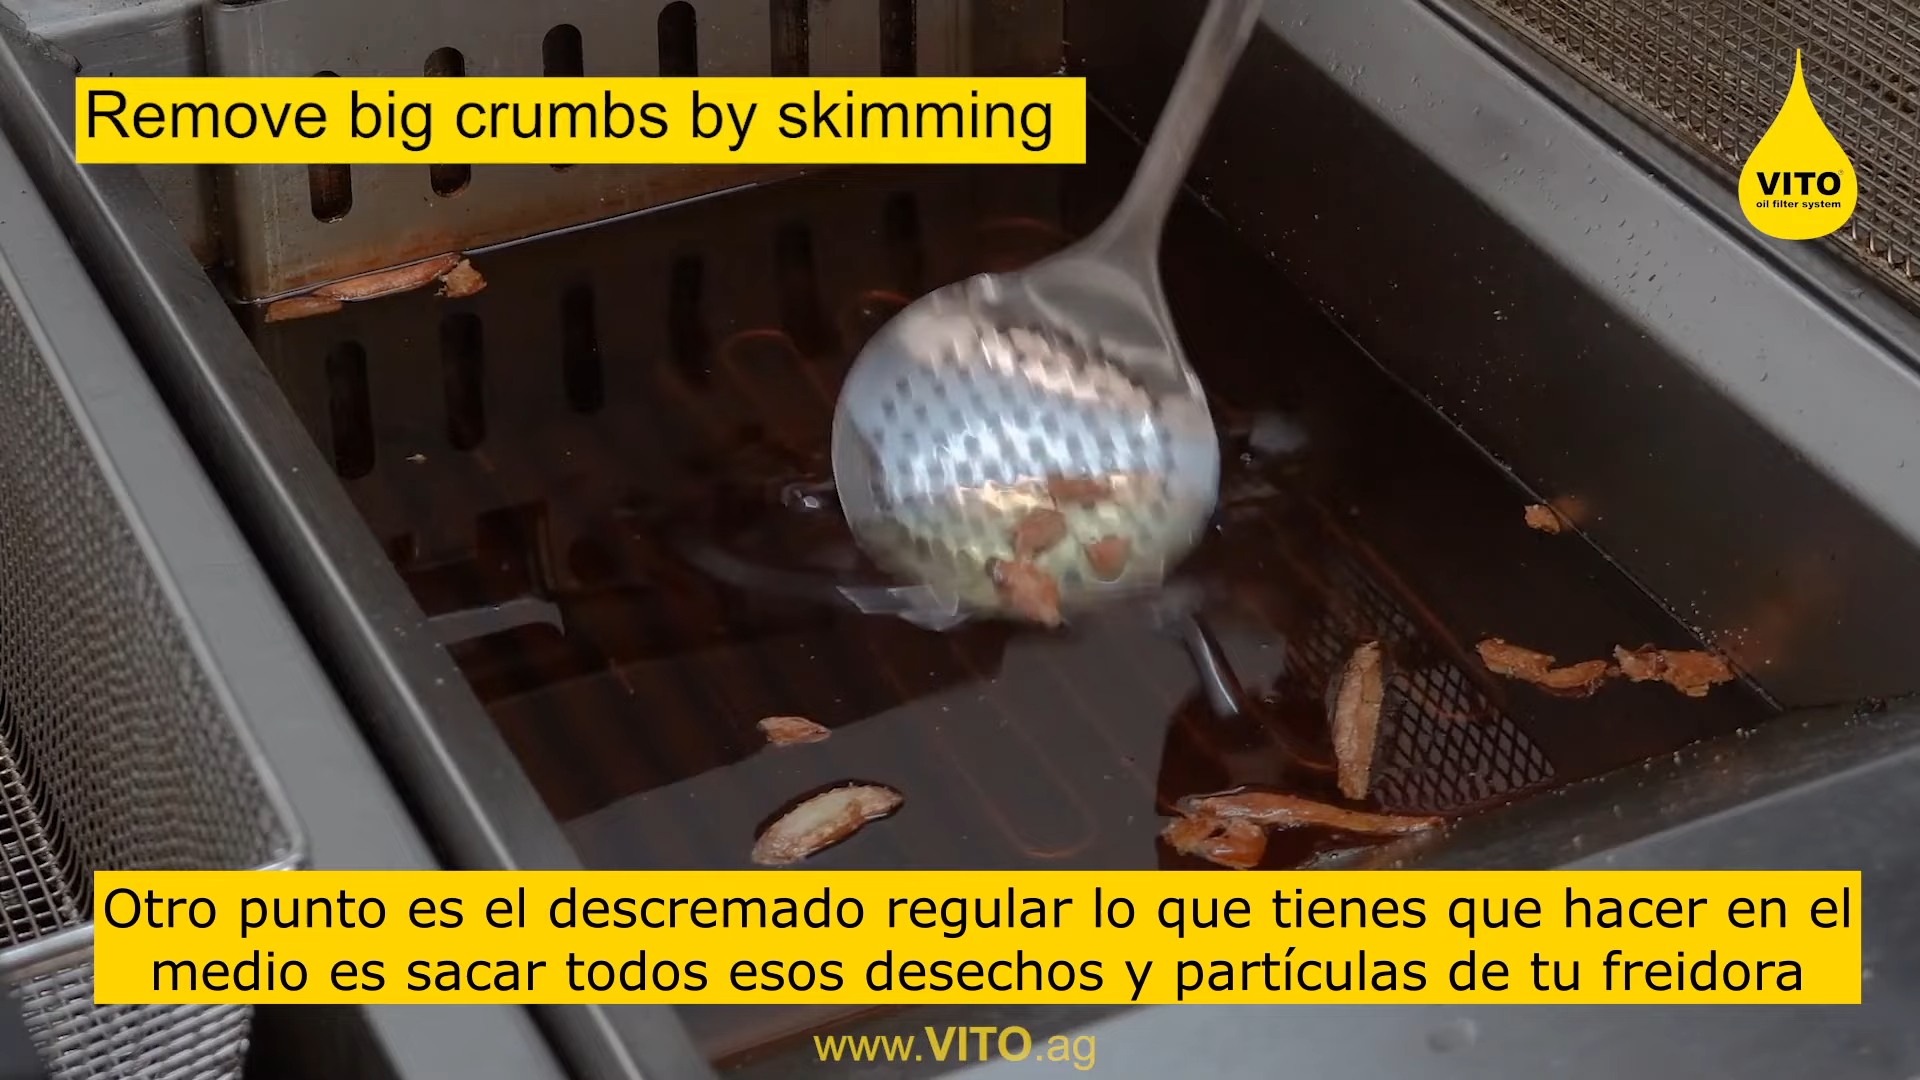 Remove big crumbs by skimming
VITO
oil filter system
Otro punto es el descremado regular lo que tienes que hacer en el
medio es sacar todos esos desechos y partículas de tu freidora
www.VITO.ag